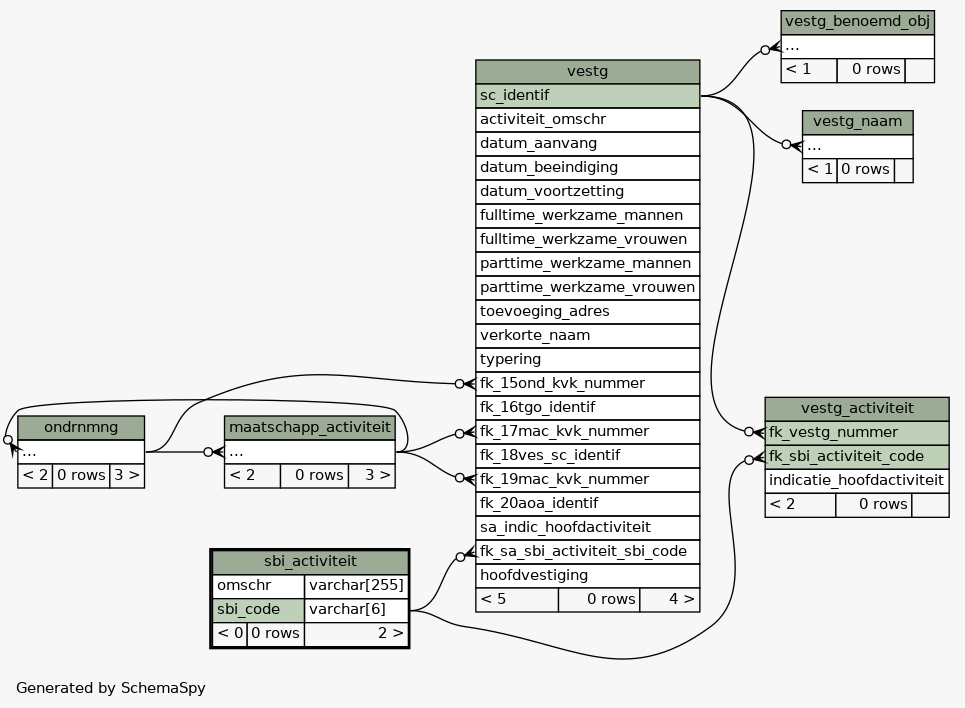 vestg_benoemd_obj
...
< 1 0 rows
vestg
sc_identif
activiteit_omschr
datum_aanvang
datum_beeindiging
datum_voortzetting
fulltime_werkzame_mannen
fulltime_werkzame_vrouwen
parttime_werkzame_mannen
parttime_werkzame_vrouwen
toevoeging_adres
verkorte_naam
typering
fk_15ond_kvk_nummer
fk_16tgo_identif
fk_17mac_kvk_nummer
fk_18ves_sc_identif
fk_19mac_kvk_nummer
fk_20aoa_identif
sa_indic_hoofdactiviteit
fk_sa_sbi_activiteit_sbi_code
hoofdvestiging
< 5 0 rows 4 >
vestg_naam
...
< 1 0 rows
ondrnmng
...
< 2 0 rows 3 >
maatschapp_activiteit
...
< 2 0 rows 3 >
vestg_activiteit
fk_vestg_nummer
fk_sbi_activiteit_code
indicatie_hoofdactiviteit
< 2 0 rows
sbi_activiteit
omschr varchar[255]
sbi_code varchar[6]
< 0 0 rows 2 >
Generated by SchemaSpy